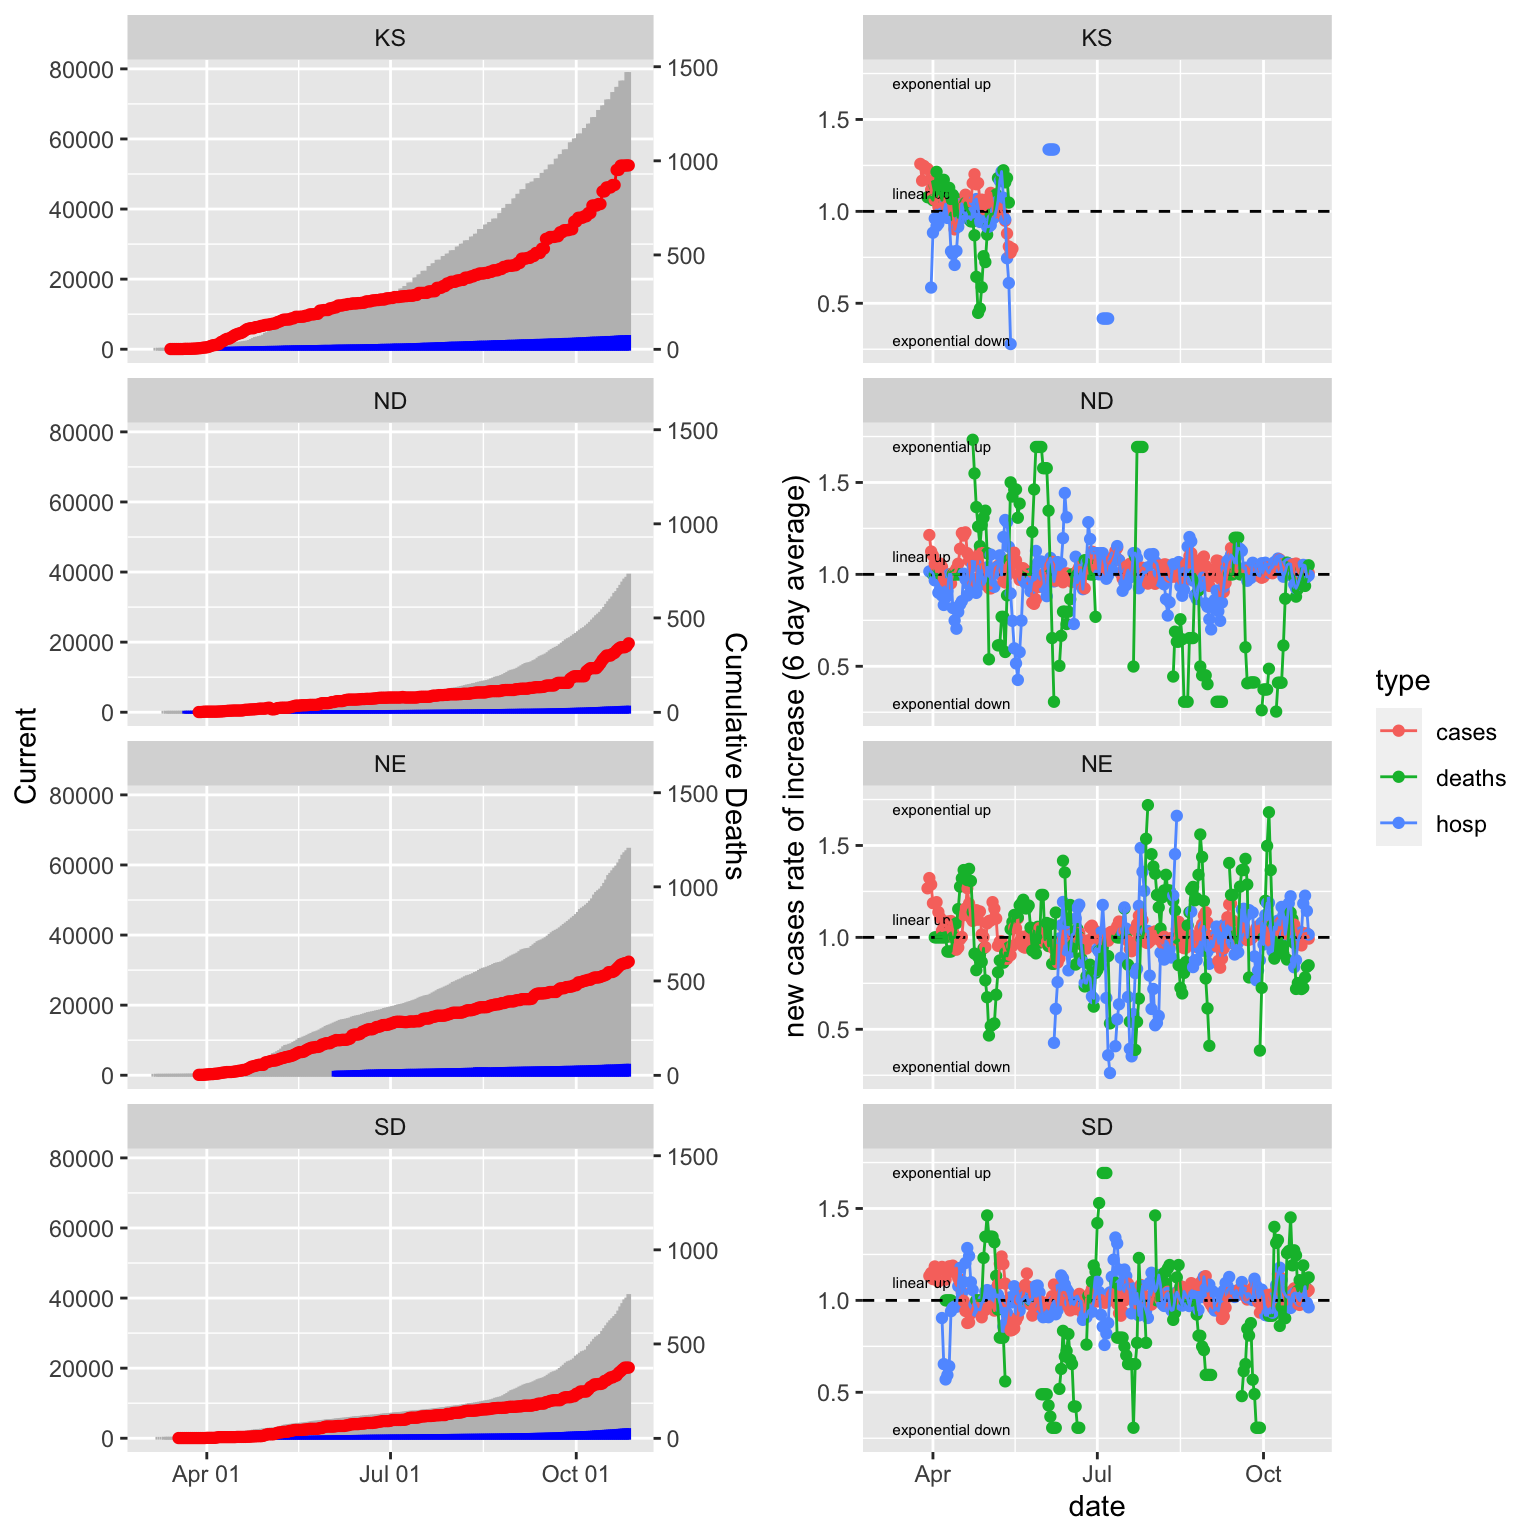 KS
KS
80000
60000
40000
20000
0
1500
1000
500
0
1.5
1.0
0.5
exponential up
linear up
exponential down
ND
ND
80000
60000
40000
20000
0
1500
1000
500
0
1.5
1.0
0.5
exponential up
linear up
exponential down
NE
NE
80000
60000
40000
20000
0
1500
1000
500
0
1.5
1.0
0.5
exponential up
linear up
exponential down
SD
SD
80000
60000
40000
20000
0
1500
1000
500
0
1.5
1.0
0.5
exponential up
linear up
exponential down
Apr 01
Jul 01
Oct 01
Apr
Jul
Oct
date
Current
Cumulative Deaths
new cases rate of increase (6 day average)
type
cases
deaths
hosp